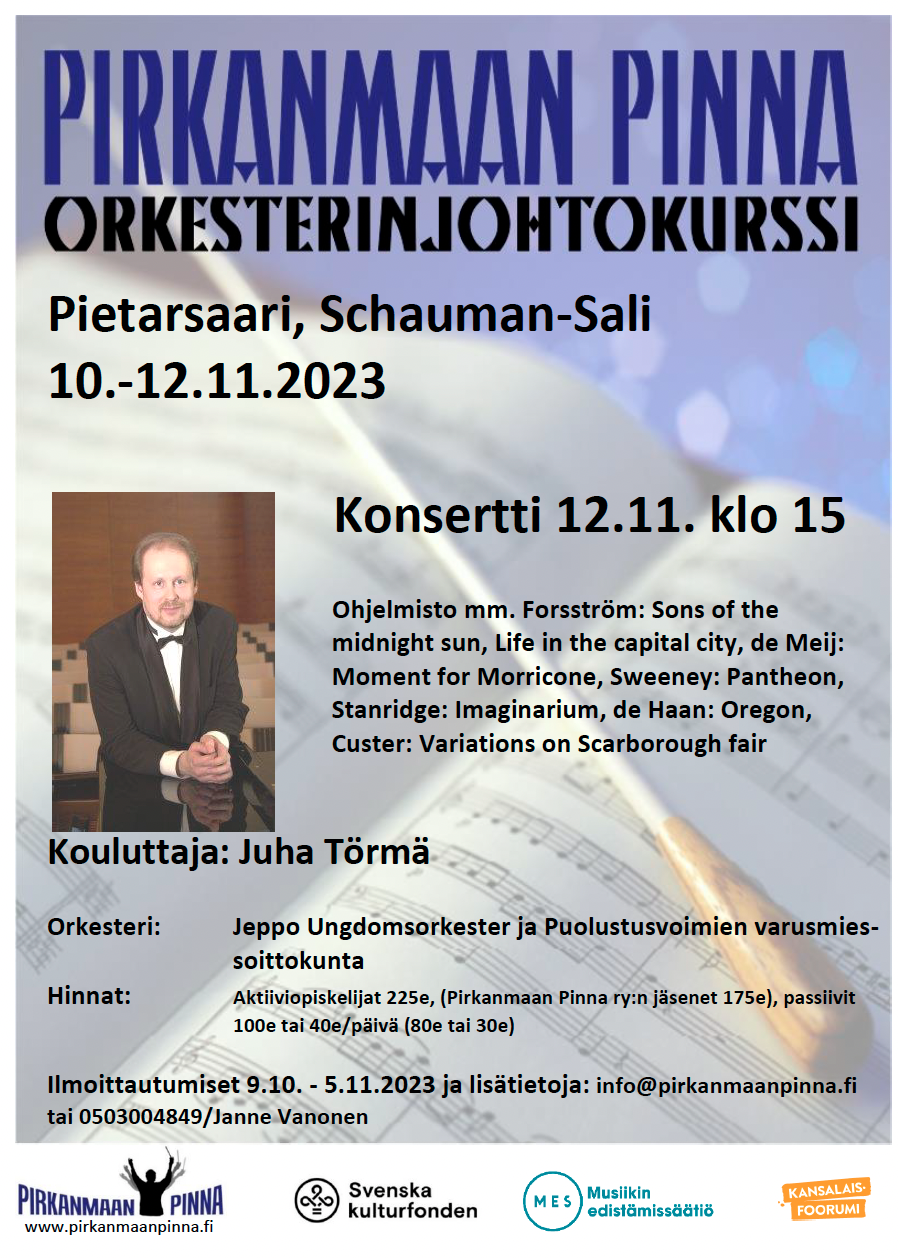 PIRKANMAAN PINNA
ORKESTERINJOHTOKURSSI
Pietarsaari, Schauman-Sali
10.-12.11.2023
Konsertti 12.11. klo 15
Ohjelmisto mm. Forsström: Sons of the
midnight sun, Life in the capital city, de Meij:
Moment for Morricone, Sweeney: Pantheon,
Stanridge: Imaginarium, de Haan: Oregon,
Custer: Variations on Scarborough fair
Kouluttaja: Juha Törmä
Orkesteri: Jeppo Ungdomsorkester ja Puolustusvoimien varusmies-
soittokunta
Hinnat: Aktiiviopiskelijat 225e, (Pirkanmaan Pinna ry:n jäsenet 175e), passiivit
100e tai 40e/päivä (80e tai 30e)
Ilmoittautumiset 9.10. - 5.11.2023 ja lisätietoja: info@pirkanmaanpinna.fi
tai 0503004849/Janne Vanonen
PIRKANMAAN PINNA
www.pirkanmaanpinna.fi
Svenska
kulturfonden
MES
Musiikin
edistämissäätiö
KANSALAIS-
FOORUMI